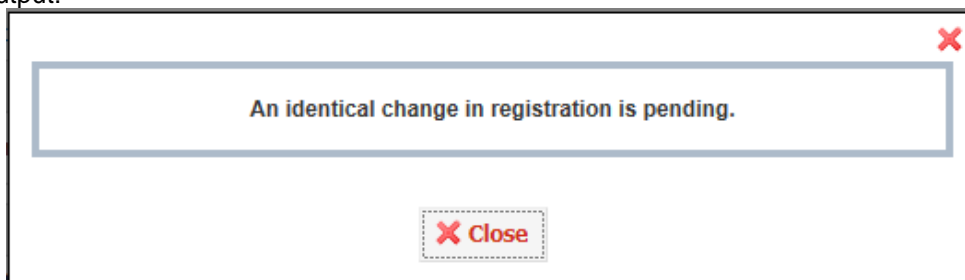 An identical change in registration is pending.
Close